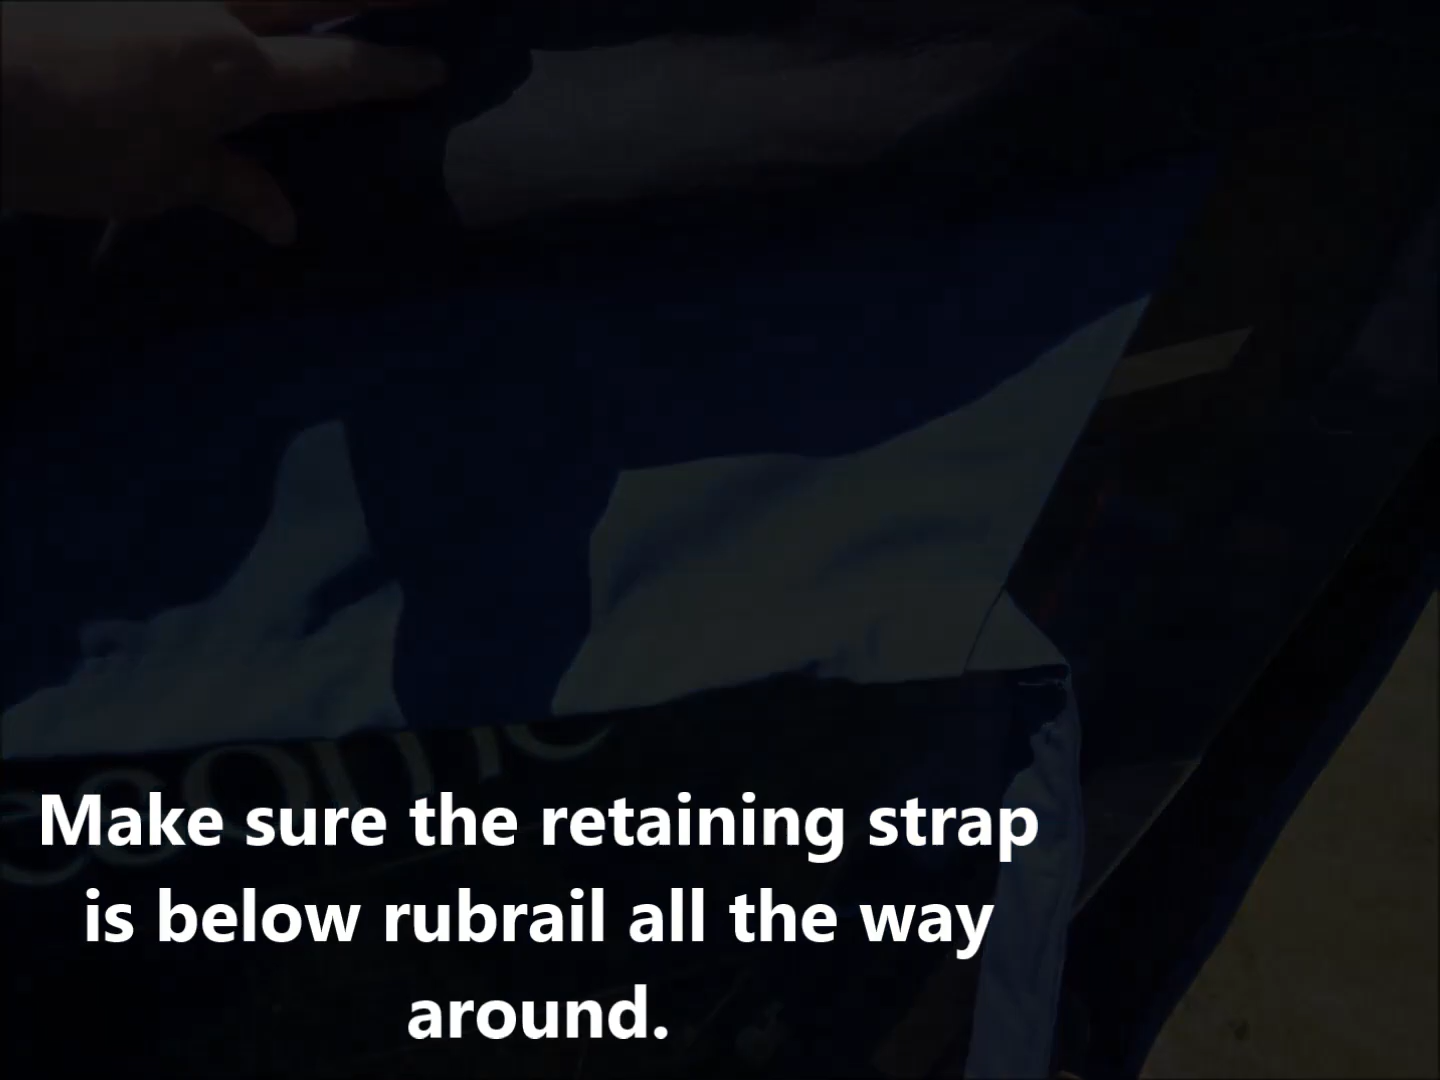 Make sure the retaining strap
is below rubrail all the way
around.